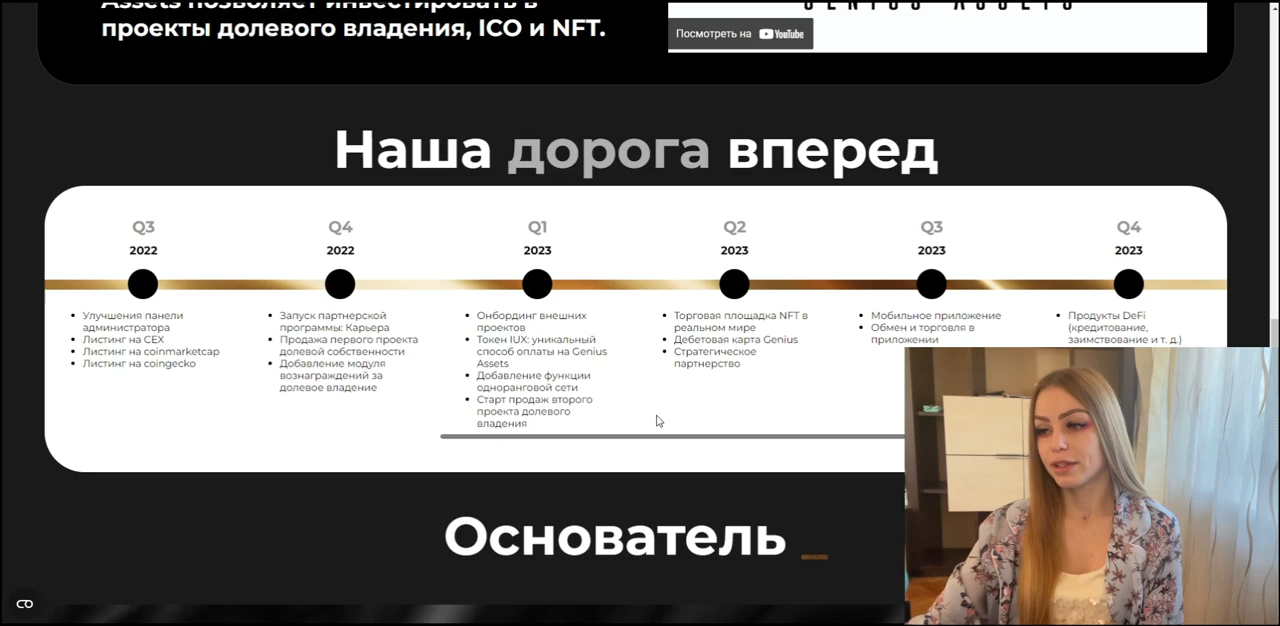 Assets позволяет инвестировать в
проекты долевого владения, ICO и NFT.
GENIUS ASSETS
Посмотреть на YouTube
Наша дорога вперед
Q3
2022
Улучшения панели
администратора
Листинг на CEX
Листинг на coinmarketcap
Листинг на coingecko
Q4
2022
Запуск партнерской
программы: Карьера
Продажа первого проекта
долевой собственности
Добавление модуля
вознаграждений за
долевое владение
Q1
2023
Онбординг внешних
проектов
Токен IUX: уникальный
способ оплаты на Genius
Assets
Добавление функции
одноранговой сети
Старт продаж второго
проекта долевого
владения
Q2
2023
Торговая площадка NFT в
реальном мире
Дебетовая карта Genius
Стратегическое
партнерство
Q3
2023
Мобильное приложение
Обмен и торговля в
приложении
Q4
2023
Продукты DeFi
(кредитование,
заимствование и т. д.)
Основатель _